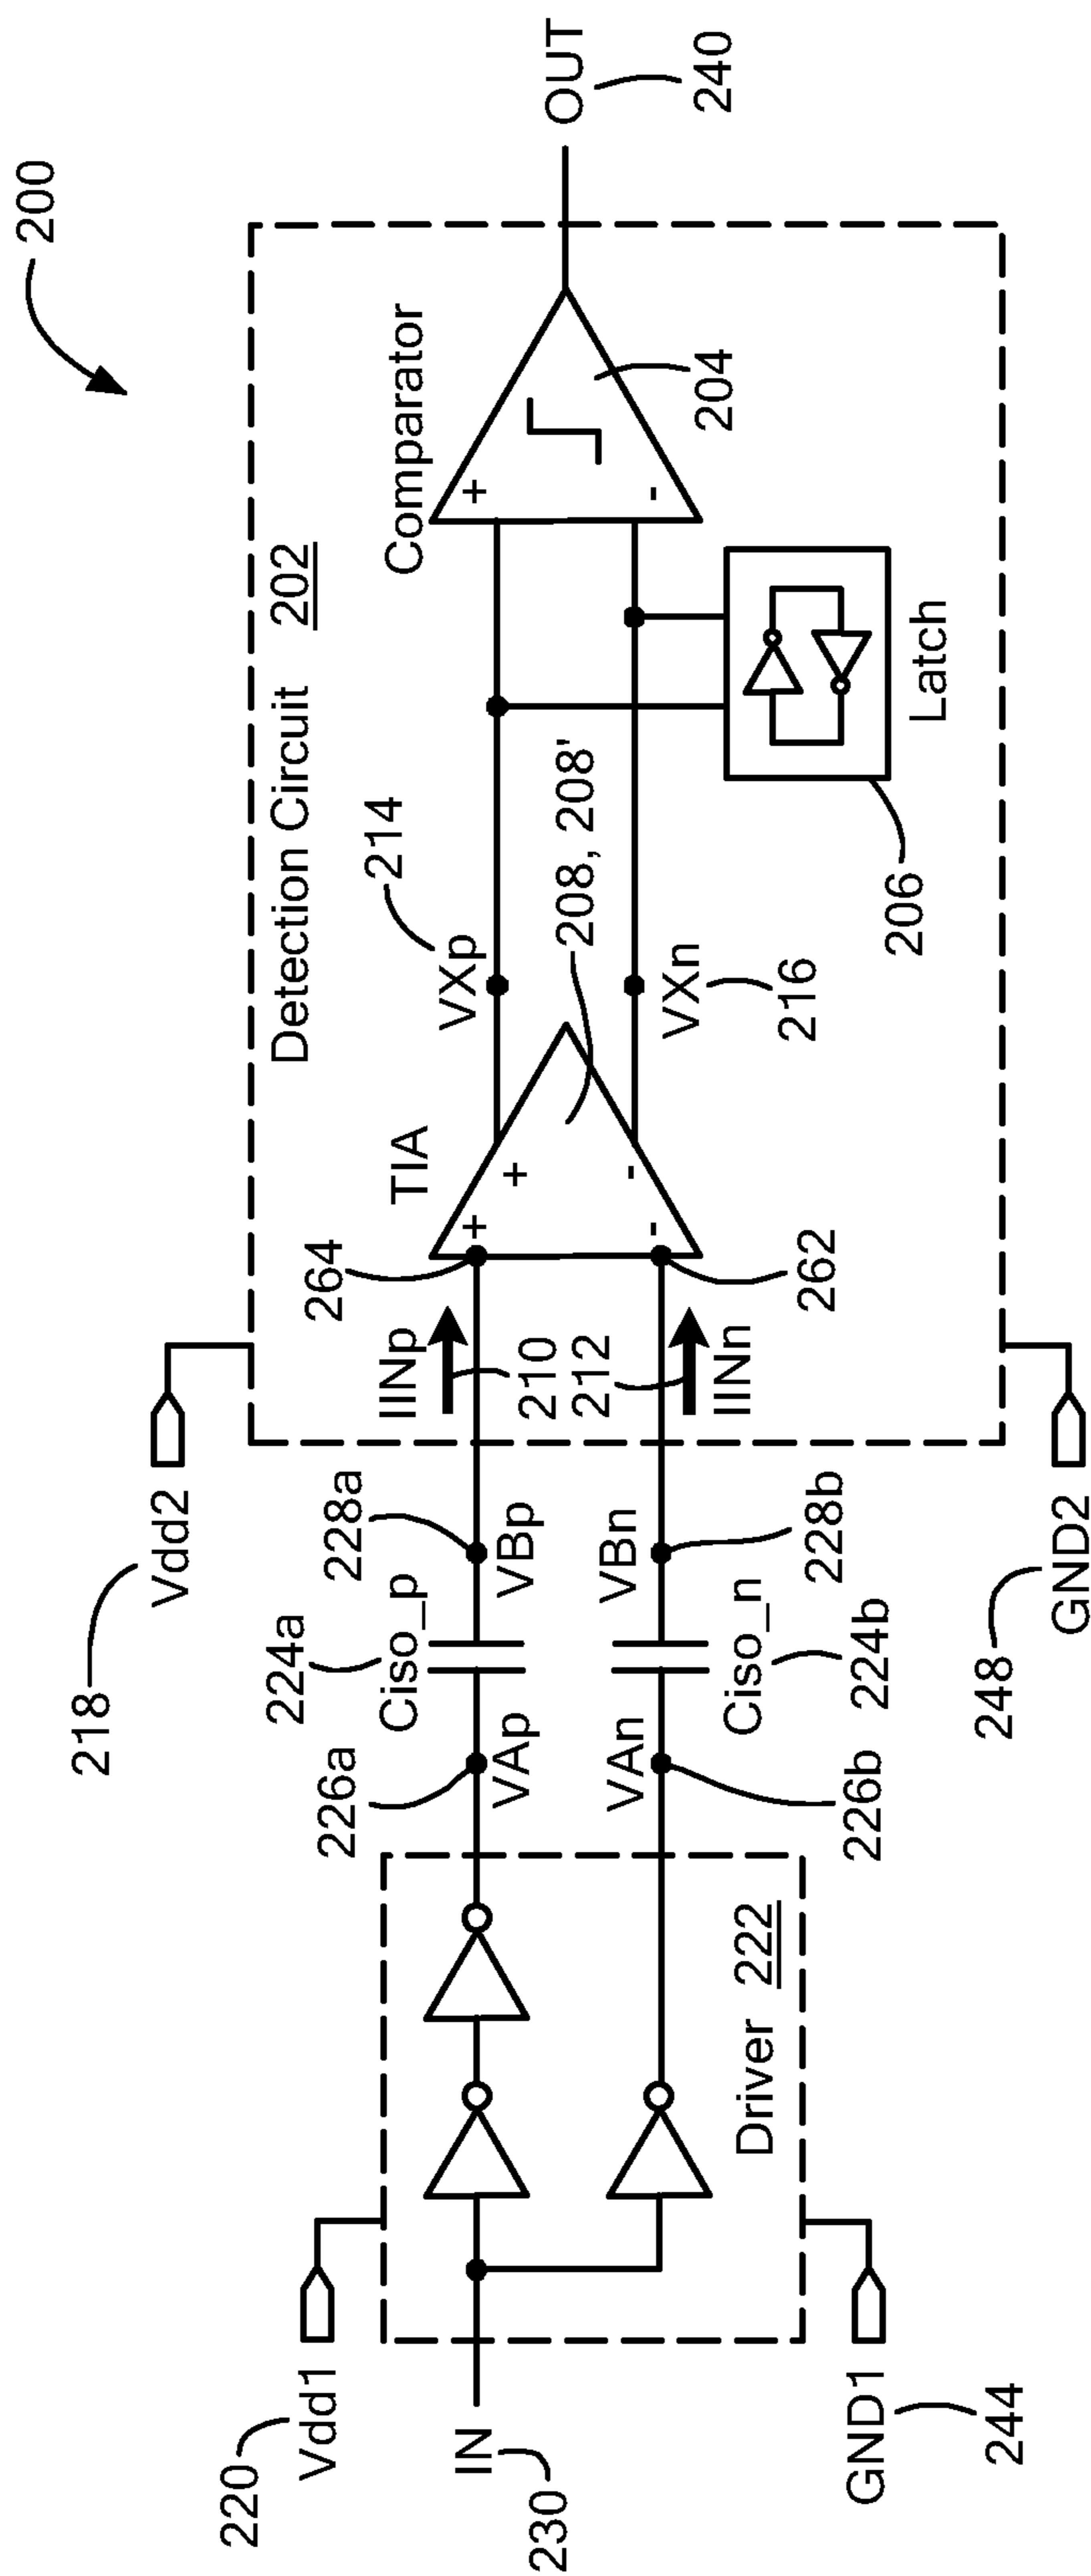 200
218
Vdd2
Detection Circuit 202
220
Vdd1
IN
230
Driver 222
GND1
244
226a
VAp
224a
Ciso_p
228a
VBp
VAn
226b
Ciso_n
224b
VBn
228b
IINp
210
212
IINn
264
262
TIA
+
+
-
-
208, 208'
VXp
214
VXn
216
Latch
206
Comparator
+
-
204
OUT
240
248
GND2